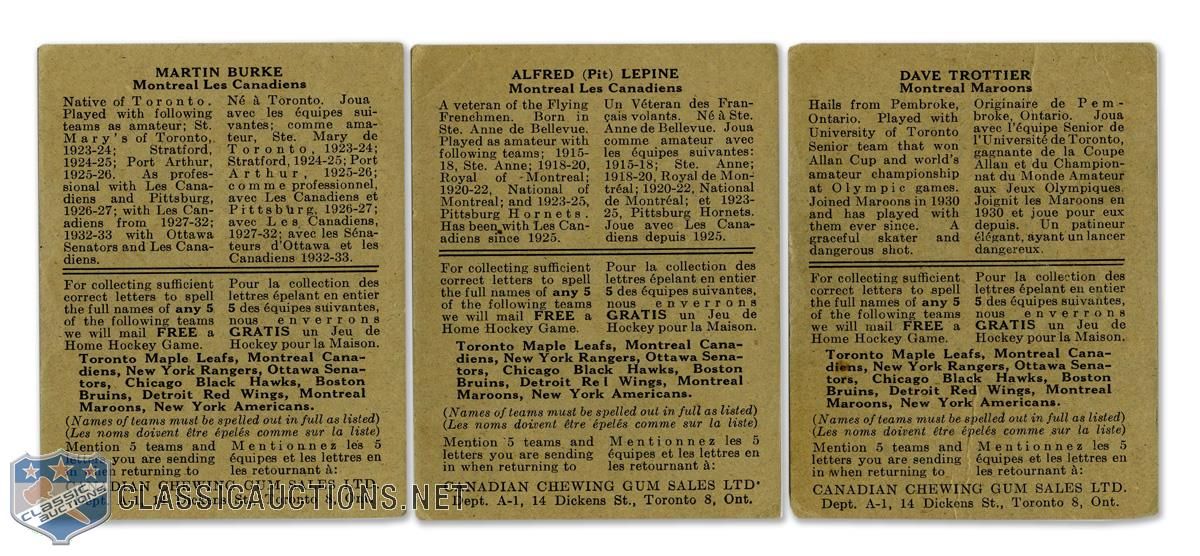 MARTIN BURKE
Montreal Les Canadiens
Native of Toronto.
Played with following
teams as amateur; St.
Mary's of Toronto,
1923-24; Stratford,
1924-25; Port Arthur,
1925-26. As profes-
sional with Les Cana-
diens and Pittsburg,
1926-27; with Les Can-
adiens from 1927-32;
1932-33 with Ottawa
Senators and Les Cana-
diens.
Né à Toronto. Joua
avec les équipes sui-
vantes; comme ama-
teur, Ste. Mary de
Toronto, 1923-24;
Stratford, 1924-25; Port
Arthur, 1925-26;
comme professionnel,
avec Les Canadiens et
Pittsburg, 1926-27;
avec Les Canadiens,
1927-32; avec les Séna-
teurs d'Ottawa et les
Canadiens 1932-33.
For collecting sufficient
correct letters to spell
the full names of any 5
of the following teams
we will mail FREE a
Home Hockey Game.
Pour la collection des
lettres épelant en entier
5 des équipes suivantes,
nous enverrons
GRATIS un Jeu de
Hockey pour la Maison.
Toronto Maple Leafs, Montreal Cana-
diens, New York Rangers, Ottawa Sena-
tors, Chicago Black Hawks, Boston
Bruins, Detroit Red Wings, Montreal
Maroons, New York Americans.
(Names of teams must be spelled out in full as listed)
(Les noms doivent être épelés comme sur la liste)
Mention 5 teams and
letters you are sending
in when returning to
Mentionnez les 5
équipes et les lettres en
les retournant à:
CANADIAN CHEWING GUM SALES LTD.
Dept. A-1, 14 Dickens St., Toronto 8, Ont.
ALFRED (Pit) LEPINE
Montreal Les Canadiens
A veteran of the Flying
Frenchmen. Born in
Ste. Anne de Bellevue.
Played as amateur with
following teams; 1915-
18, Ste. Anne; 1918-20,
Royal of Montreal;
1920-22, National of
Montreal; and 1923-25,
Pittsburg Hornets.
Has been with Les Can-
adiens since 1925.
Un Véteran des Fran-
çais volants. Né à Ste.
Anne de Bellevue. Joua
comme amateur avec
les équipes suivantes:
1915-18; Ste. Anne;
1918-20, Royal de Mon-
tréal; 1920-22, National
de Montréal; et 1923-
25, Pittsburg Hornets.
Joue avec Les Cana-
diens depuis 1925.
For collecting sufficient
correct letters to spell
the full names of any 5
of the following teams
we will mail FREE a
Home Hockey Game.
Pour la collection des
lettres épelant en entier
5 des équipes suivantes,
nous enverrons
GRATIS un Jeu de
Hockey pour la Maison.
Toronto Maple Leafs, Montreal Cana-
diens, New York Rangers, Ottawa Sena-
tors, Chicago Black Hawks, Boston
Bruins, Detroit Re l Wings, Montreal
Maroons, New York Americans.
(Names of teams must be spelled out in full as listed)
(Les noms doivent être épelés comme sur la liste)
Mention 5 teams and
letters you are sending
in when returning to
Mentionnez les 5
équipes et les lettres en
les retournant à:
CANADIAN CHEWING GUM SALES LTD.
Dept. A-1, 14 Dickens St., Toronto 8, Ont.
DAVE TROTTIER
Montreal Maroons
Hails from Pembroke,
Ontario. Played with
University of Toronto
Senior team that won
Allan Cup and world's
amateur championship
at Olympic games.
Joined Maroons in 1930
and has played with
them ever since. A
graceful skater and
dangerous shot.
Originaire de Pem-
broke, Ontario. Joua
avec l'équipe Senior de
l'Université de Toronto,
gagnante de la Coupe
Allan et du Champion-
nat du Monde Amateur
aux Jeux Olympiques.
Joignit les Maroons en
1930 et joue pour eux
depuis. Un patineur
élégant, ayant un lancer
dangereux.
For collecting sufficient
correct letters to spell
the full names of any 5
of the following teams
we will mail FREE a
Home Hockey Game.
Pour la collection des
lettres épelant en entier
5 des équipes suivantes,
nous enverrons
GRATIS un Jeu de
Hockey pour la Maison.
Toronto Maple Leafs, Montreal Cana-
diens, New York Rangers, Ottawa Sena-
tors, Chicago Black Hawks, Boston
Bruins, Detroit Red Wings, Montreal
Maroons, New York Americans.
(Names of teams must be spelled out in full as listed)
(Les noms doivent être épelés comme sur la liste)
Mention 5 teams and
letters you are sending
in when returning to
Mentionnez les 5
équipes et les lettres en
les retournant à:
CANADIAN CHEWING GUM SALES LTD.
Dept. A-1, 14 Dickens St., Toronto 8, Ont.
CLASSIC
AUCTIONS
CLASSICAUCTIONS.NET